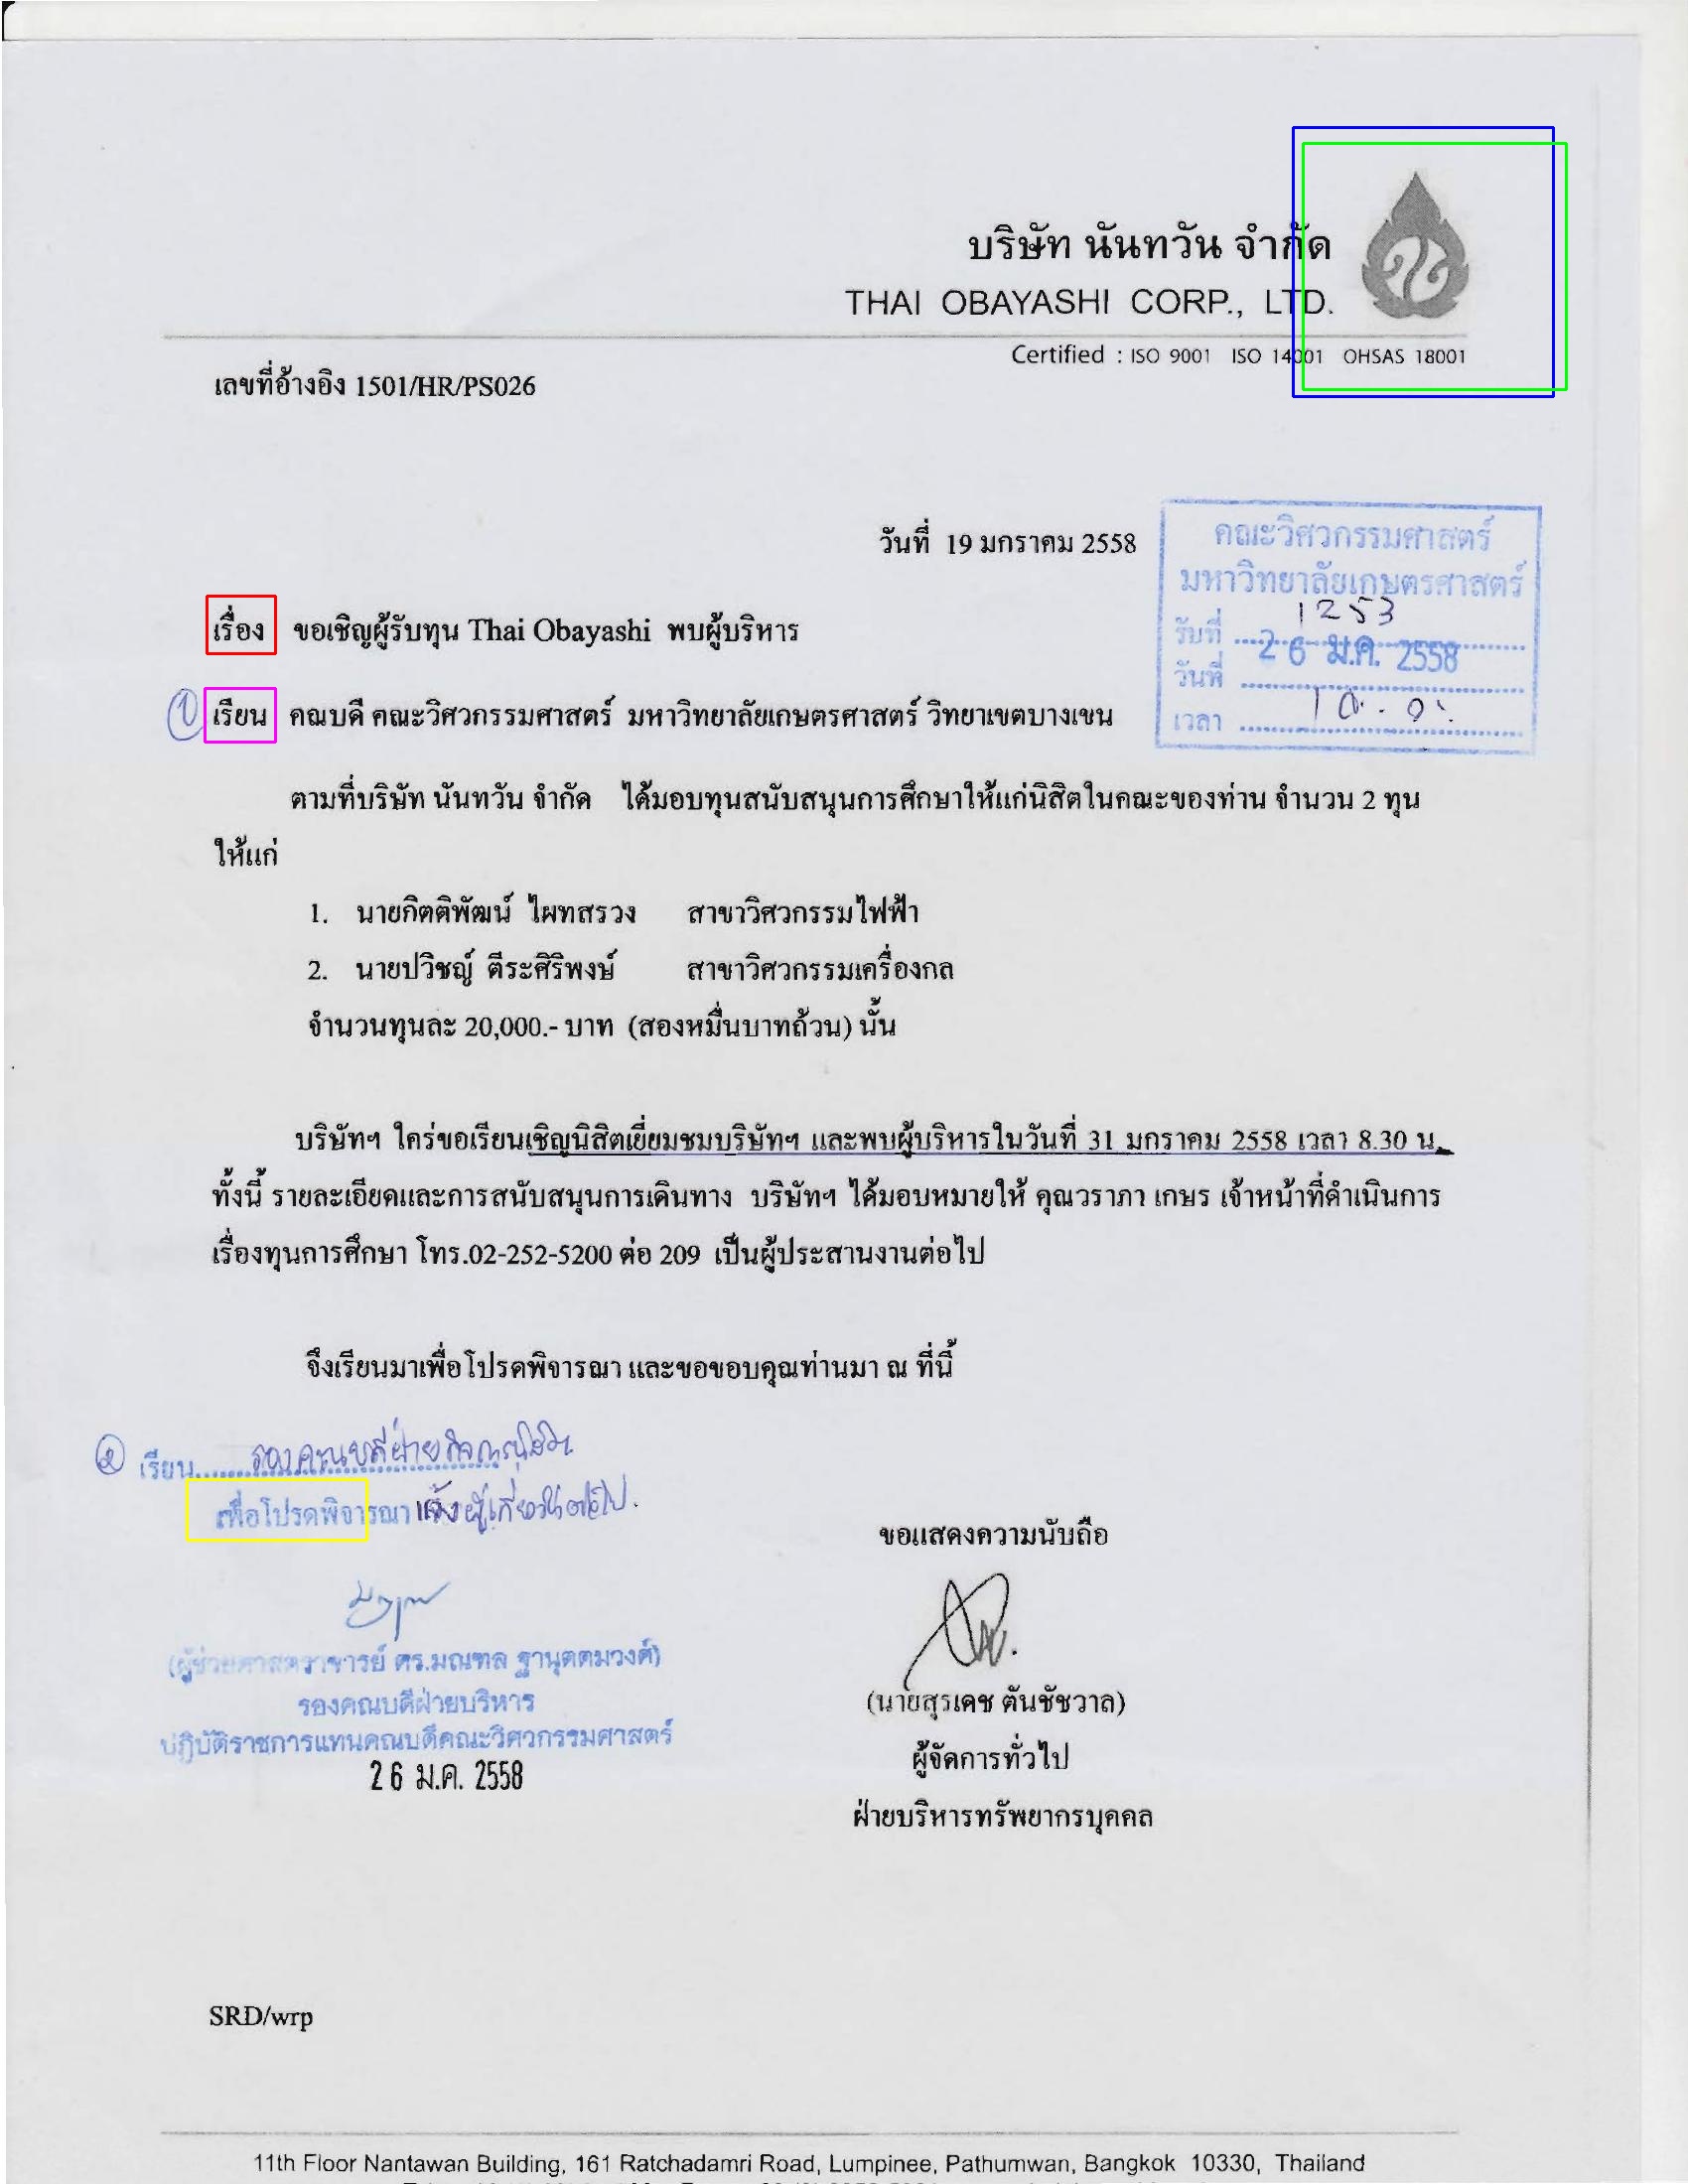 บริษัท นันทวัน จำกัด
THAI OBAYASHI CORP., LTD.
Certified : ISO 9001 ISO 14001 OHSAS 18001
เลขที่อ้างอิง 1501/HR/PS026
วันที่ 19 มกราคม 2558
คณะวิศวกรรมศาสตร์
มหาวิทยาลัยเกษตรศาสตร์
รับที่ 1253
วันที่ 26 ม.ค. 2558
เวลา
เรื่อง ขอเชิญผู้รับทุน Thai Obayashi พบผู้บริหาร
① เรียน คณบดี คณะวิศวกรรมศาสตร์ มหาวิทยาลัยเกษตรศาสตร์ วิทยาเขตบางเขน
ตามที่บริษัท นันทวัน จำกัด ได้มอบทุนสนับสนุนการศึกษาให้แก่นิสิตในคณะของท่าน จำนวน 2 ทุน
ให้แก่
1. นายกิตติพัฒน์ ไผทสรวง สาขาวิศวกรรมไฟฟ้า
2. นายปวิชญ์ ตีระศิริพงษ์ สาขาวิศวกรรมเครื่องกล
จำนวนทุนละ 20,000.- บาท (สองหมื่นบาทถ้วน) นั้น
บริษัทฯ ใคร่ขอเรียนเชิญนิสิตเยี่ยมชมบริษัทฯ และพบผู้บริหารในวันที่ 31 มกราคม 2558 เวลา 8.30 น.
ทั้งนี้ รายละเอียดและการสนับสนุนการเดินทาง บริษัทฯ ได้มอบหมายให้ คุณวราภา เกษร เจ้าหน้าที่ดำเนินการ
เรื่องทุนการศึกษา โทร.02-252-5200 ต่อ 209 เป็นผู้ประสานงานต่อไป
จึงเรียนมาเพื่อโปรดพิจารณา และขอขอบคุณท่านมา ณ ที่นี้
② เรียน รองคณบดีฝ่ายกิจการนิสิต
เพื่อโปรดพิจารณา แจ้งผู้เกี่ยวข้องต่อไป.
(ผู้ช่วยศาสตราจารย์ ดร.มณฑล ฐานุตตมวงศ์)
รองคณบดีฝ่ายบริหาร
ปฏิบัติราชการแทนคณบดีคณะวิศวกรรมศาสตร์
26 ม.ค. 2558
ขอแสดงความนับถือ
(นายสุรเดช ตันชัชวาล)
ผู้จัดการทั่วไป
ฝ่ายบริหารทรัพยากรบุคคล
SRD/wrp
11th Floor Nantawan Building, 161 Ratchadamri Road, Lumpinee, Pathumwan, Bangkok 10330, Thailand